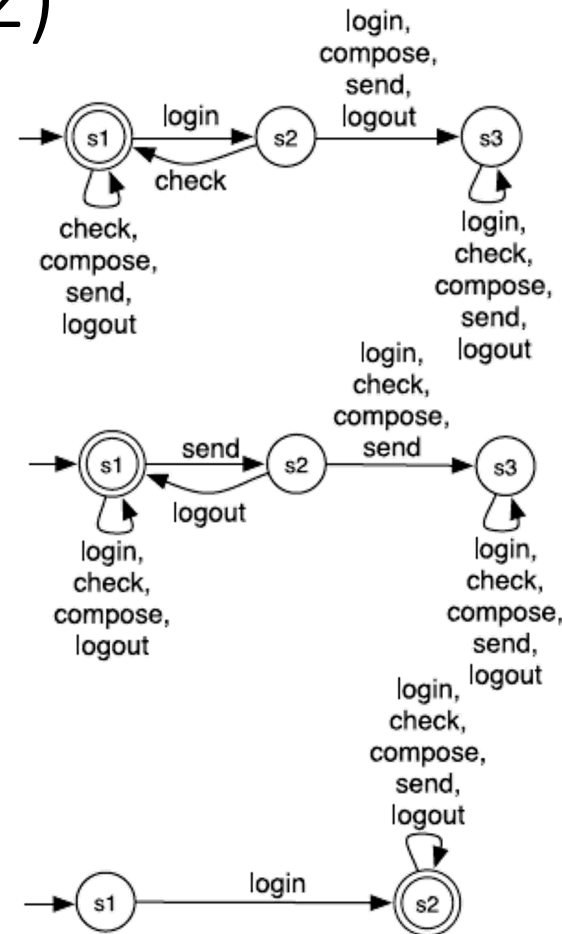 2)
login,
compose,
send,
logout
login
s1
s2
s3
check
check,
compose,
send,
logout
login,
check,
compose,
send,
logout
login,
check,
compose,
send
send
s1
s2
s3
logout
login,
check,
compose,
logout
login,
check,
compose,
send,
logout
login,
check,
compose,
send,
logout
login
s1
s2